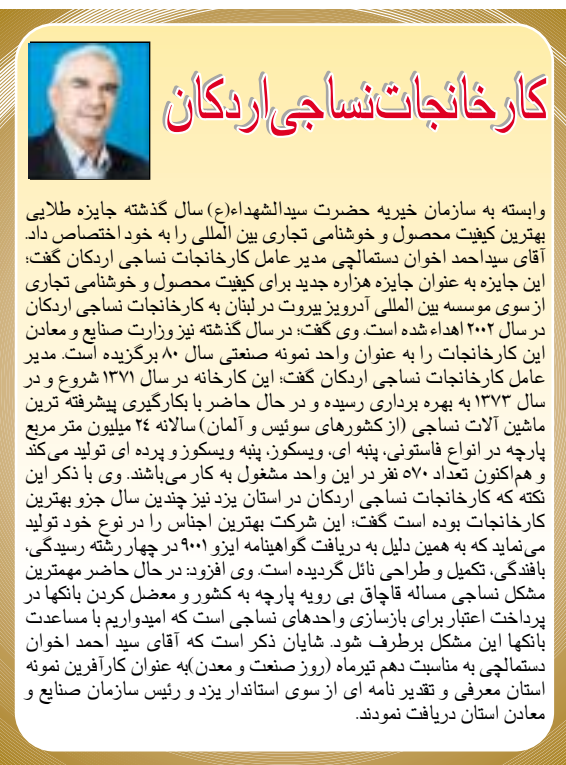 کارخانجات نساجی اردکان
وابسته به سازمان خیریه حضرت سیدالشهداء(ع) سال گذشته جایزه طلایی
بهترین کیفیت محصول و خوشنامی تجاری بین المللی را به خود اختصاص داد.
آقای سیداحمد اخوان دستمالچی مدیر عامل کارخانجات نساجی اردکان گفت؛
این جایزه به عنوان جایزه هزاره جدید برای کیفیت محصول و خوشنامی تجاری
از سوی موسسه بین المللی آدرویز بیروت در لبنان به کارخانجات نساجی اردکان
در سال ۲۰۰۲ اهداء شده است. وی گفت؛ در سال گذشته نیز وزارت صنایع و معادن
این کارخانجات را به عنوان واحد نمونه صنعتی سال ۸۰ برگزیده است. مدیر
عامل کارخانجات نساجی اردکان گفت؛ این کارخانه در سال ۱۳۷۱ شروع و در
سال ۱۳۷۳ به بهره برداری رسیده و در حال حاضر با بکارگیری پیشرفته ترین
ماشین آلات نساجی (از کشورهای سوئیس و آلمان) سالانه ۲٤ میلیون متر مربع
پارچه در انواع فاستونی، پنبه ای، ویسکوز، پنبه ویسکوز و پرده ای تولید می‌کند
و هم‌اکنون تعداد ۵۷۰ نفر در این واحد مشغول به کار می‌باشند. وی با ذکر این
نکته که کارخانجات نساجی اردکان در استان یزد نیز چندین سال جزو بهترین
کارخانجات بوده است گفت؛ این شرکت بهترین اجناس را در نوع خود تولید
می‌نماید که به همین دلیل به دریافت گواهینامه ایزو ۹۰۰۱ در چهار رشته رسیدگی،
بافندگی، تکمیل و طراحی نائل گردیده است. وی افزود: در حال حاضر مهمترین
مشکل نساجی مساله قاچاق بی رویه پارچه به کشور و معضل کردن بانکها در
پرداخت اعتبار برای بازسازی واحدهای نساجی است که امیدواریم با مساعدت
بانکها این مشکل برطرف شود. شایان ذکر است که آقای سید احمد اخوان
دستمالچی به مناسبت دهم تیرماه (روز صنعت و معدن)به عنوان کارآفرین نمونه
استان معرفی و تقدیر نامه ای از سوی استاندار یزد و رئیس سازمان صنایع و
معادن استان دریافت نمودند.